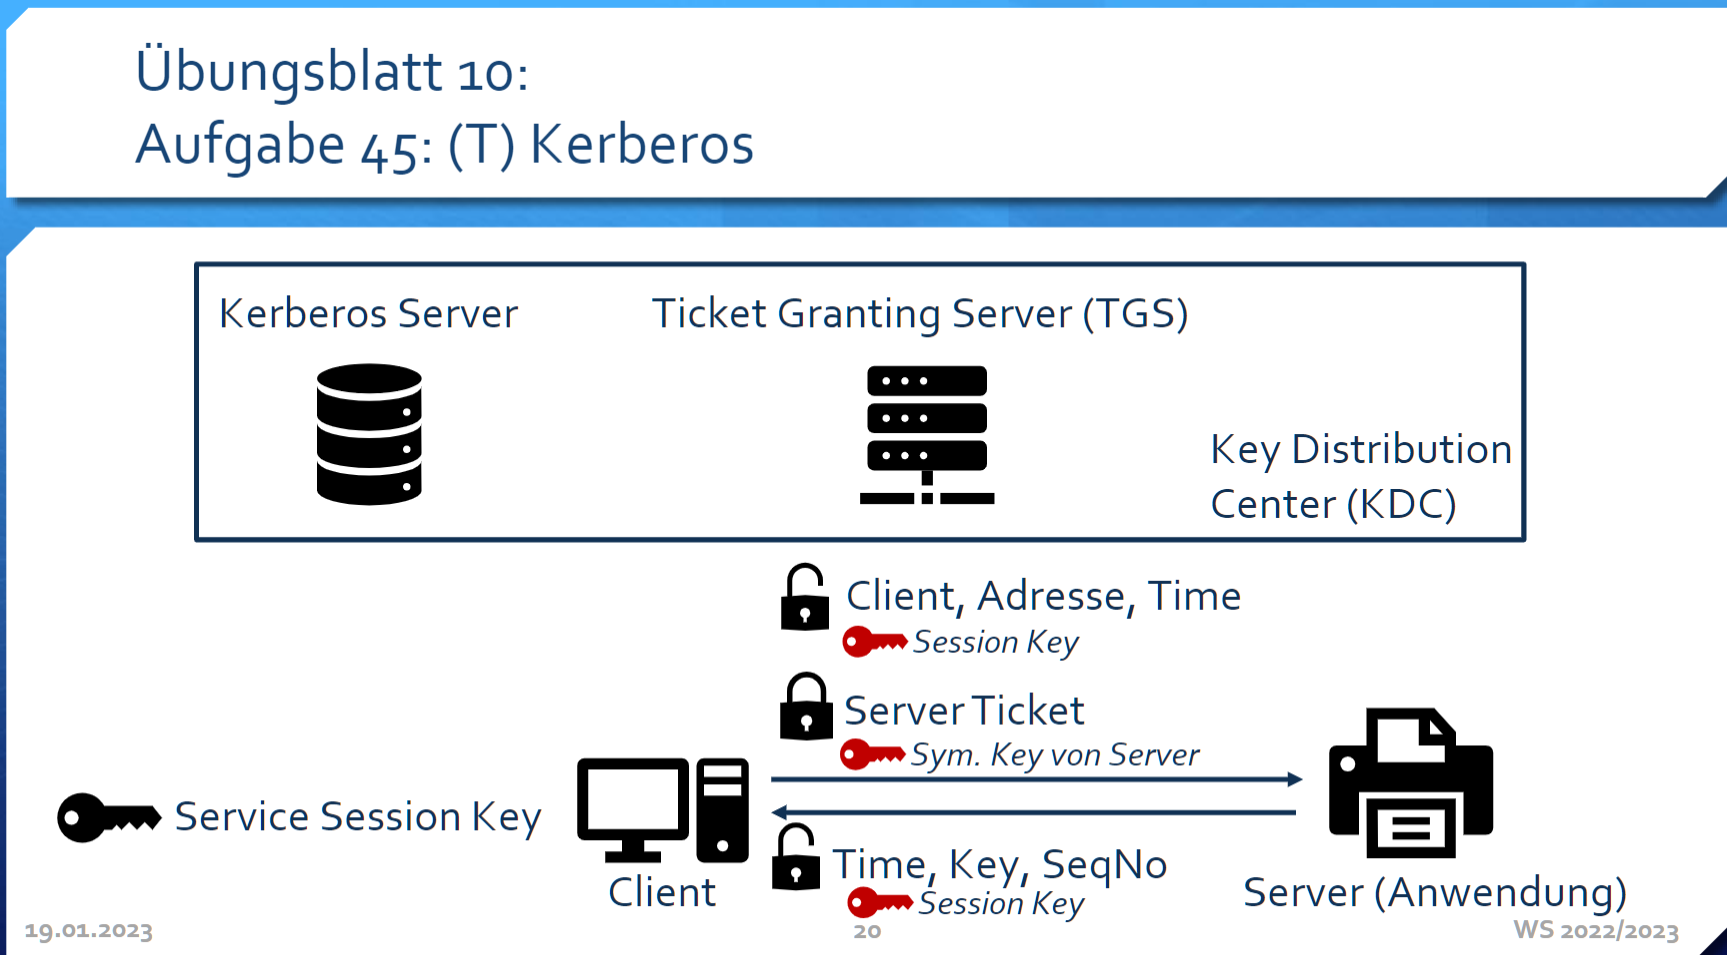 Übungsblatt 10:
Aufgabe 45: (T) Kerberos
Kerberos Server
Ticket Granting Server (TGS)
Key Distribution
Center (KDC)
Client, Adresse, Time
Session Key
Server Ticket
Sym. Key von Server
Service Session Key
Client
Time, Key, SeqNo
Session Key
Server (Anwendung)
19.01.2023
20
WS 2022/2023